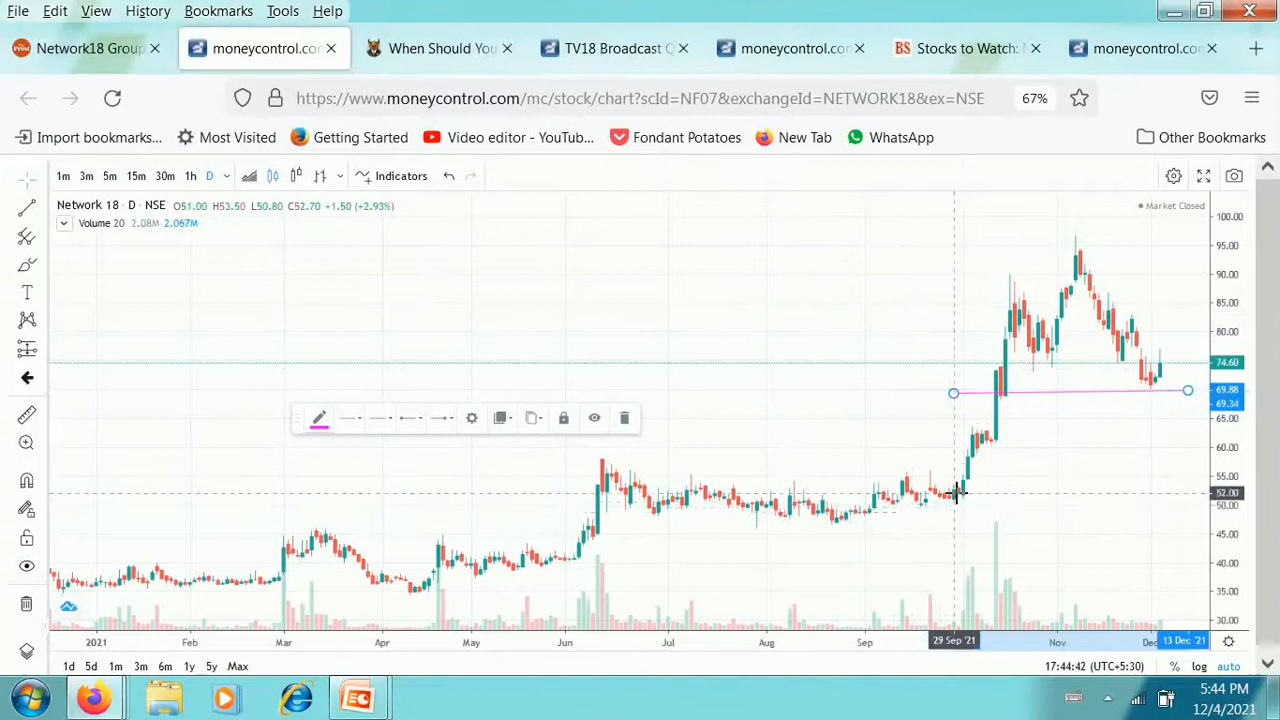 File Edit View History Bookmarks Tools Help
Network18 Group
moneycontrol.com
When Should You
TV18 Broadcast Q
moneycontrol.com
BS Stocks to Watch:
moneycontrol.com
https://www.moneycontrol.com/mc/stock/chart?scId=NF07&exchangeId=NETWORK18&ex=NSE 67%
Import bookmarks... Most Visited Getting Started Video editor - YouTub... Fondant Potatoes New Tab WhatsApp Other Bookmarks
1m 3m 5m 15m 30m 1h D Indicators
Network 18 · D · NSE O51.00 H53.50 L50.80 C52.70 +1.50 (+2.93%) Market Closed
Volume 20 2.08M 2.067M
100.00
95.00
90.00
85.00
80.00
74.60
69.88
69.34
65.00
60.00
55.00
52.00
45.00
40.00
35.00
30.00
2021 Feb Mar Apr May Jun Jul Aug Sep 29 Sep '21 Nov Dec 13 Dec '21
1d 5d 1m 3m 6m 1y 5y Max 17:44:42 (UTC+5:30) % log auto
5:44 PM
12/4/2021